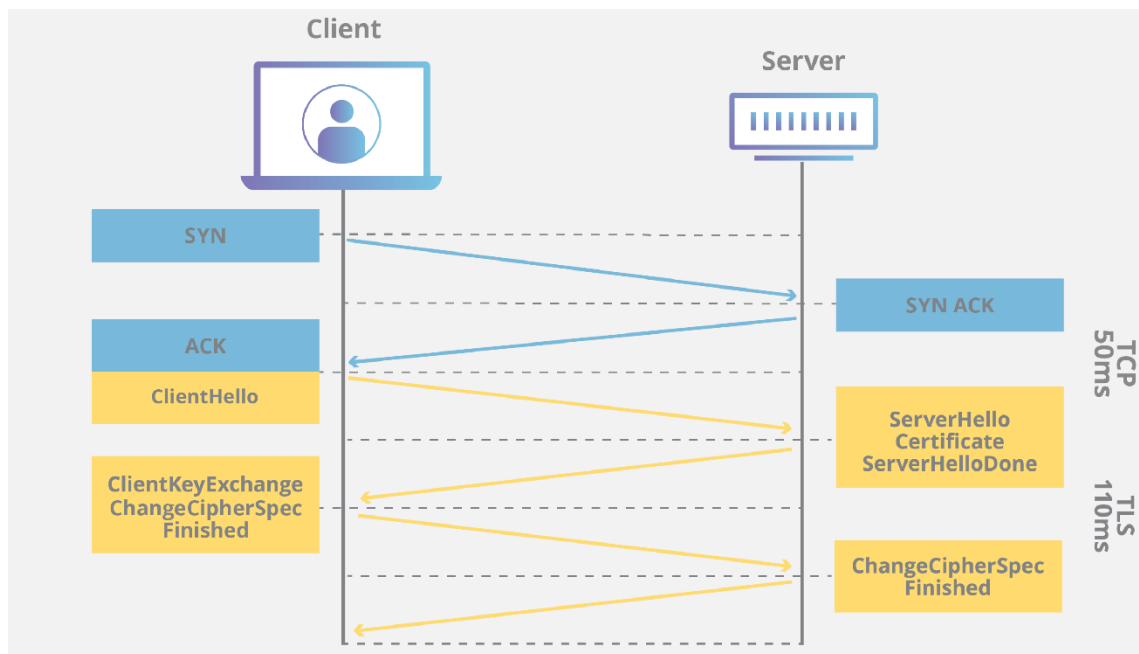 Client
Server
SYN
SYN ACK
ACK
ClientHello
TCP
50ms
ServerHello
Certificate
ServerHelloDone
ClientKeyExchange
ChangeCipherSpec
Finished
TLS
110ms
ChangeCipherSpec
Finished